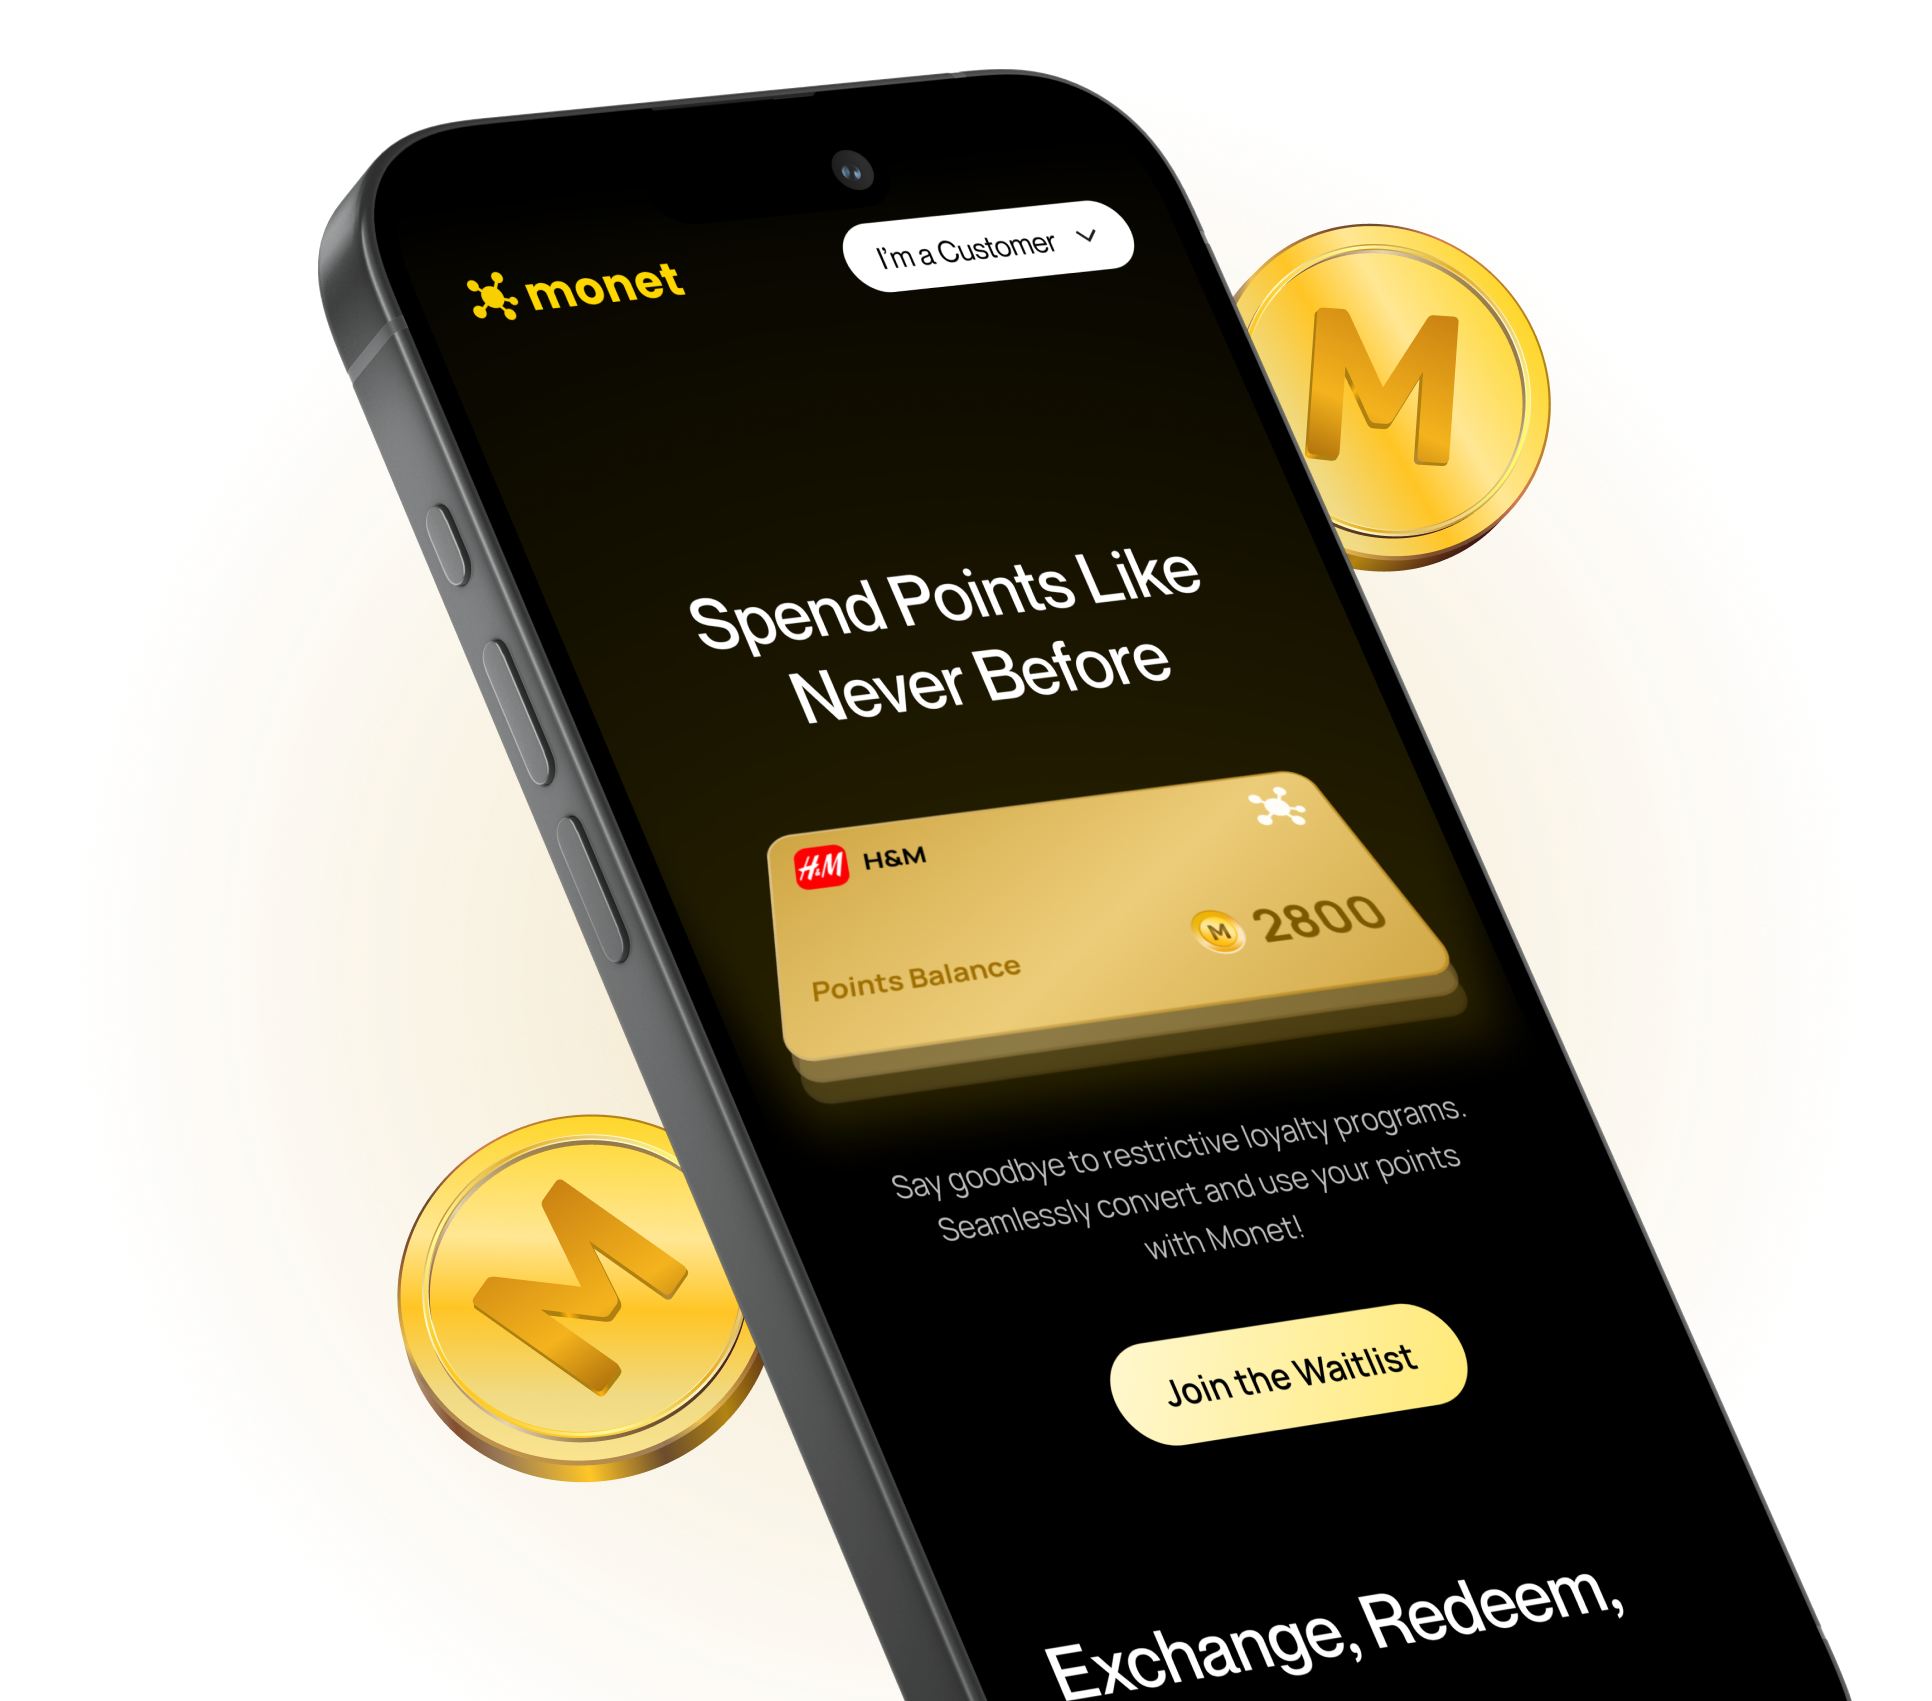 monet
I'm a Customer
M
Spend Points Like
Never Before
H&M
H&M
M 2800
Points Balance
M
Say goodbye to restrictive loyalty programs.
Seamlessly convert and use your points
with Monet!
Join the Waitlist
Exchange, Redeem,